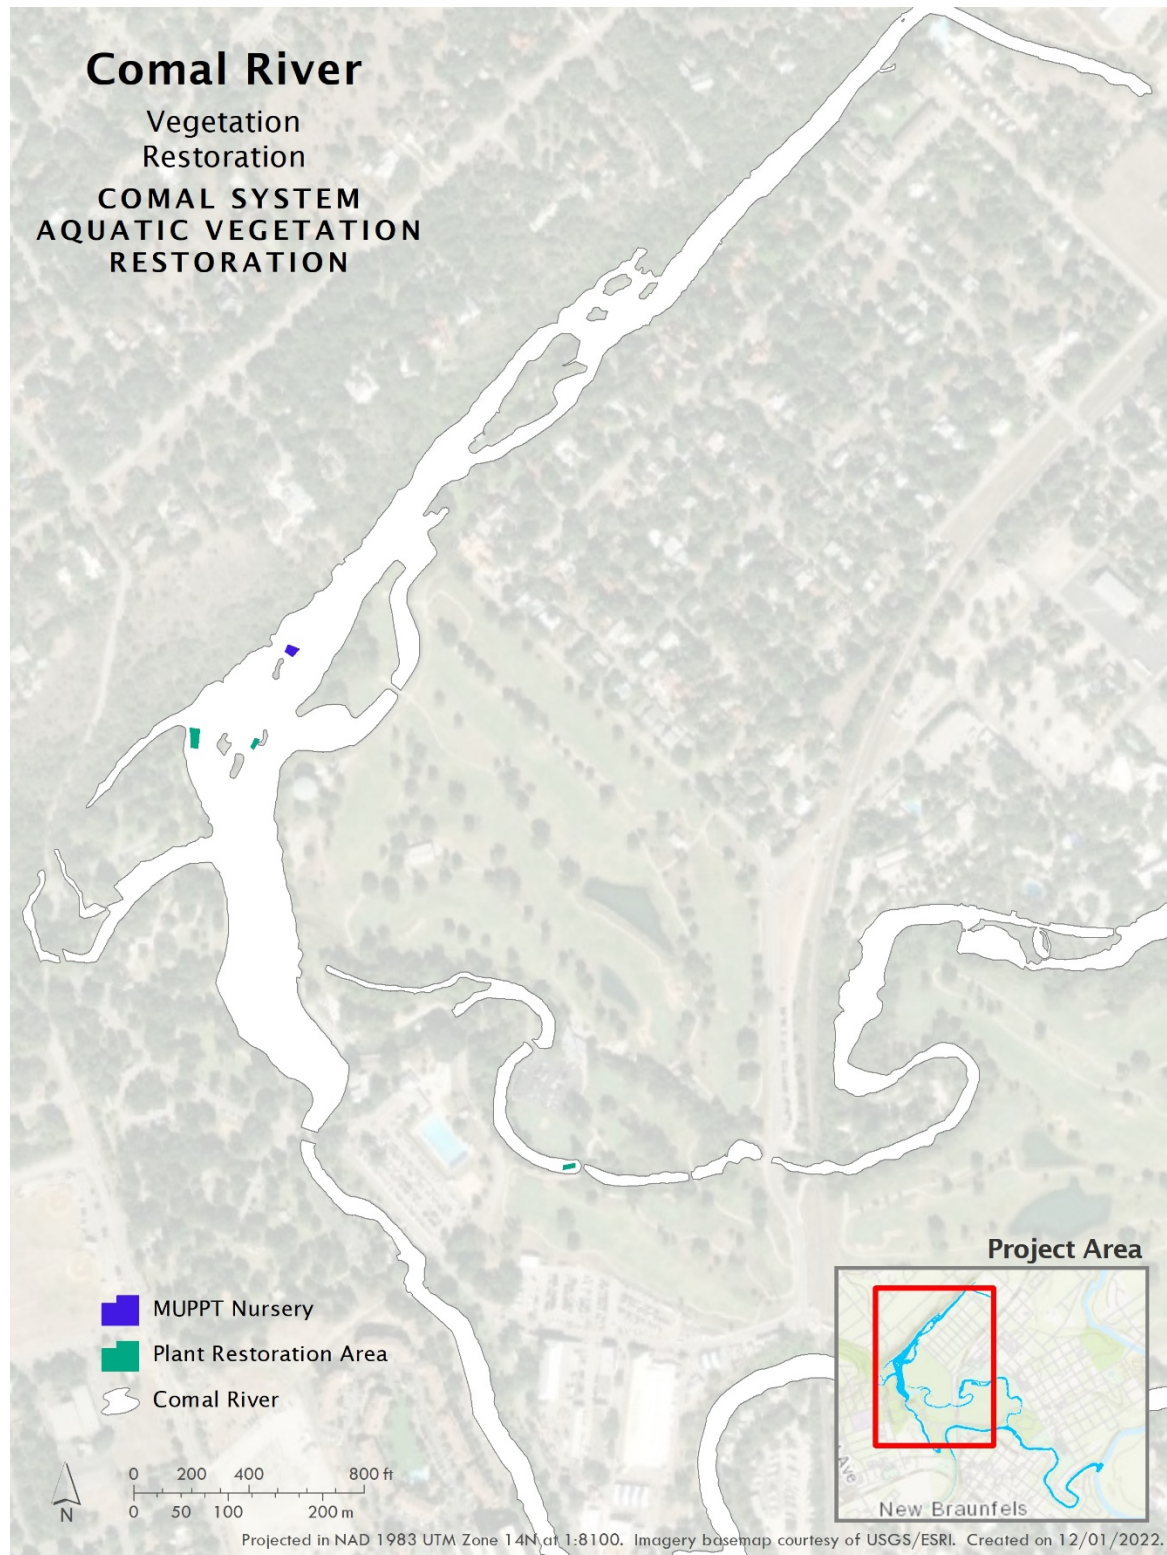 Comal River
Vegetation
Restoration
COMAL SYSTEM
AQUATIC VEGETATION
RESTORATION
MUPPT Nursery
Plant Restoration Area
Comal River
0 200 400 800 ft
0 50 100 200 m
N
Project Area
Ave
New Braunfels
Projected in NAD 1983 UTM Zone 14N at 1:8100. Imagery basemap courtesy of USGS/ESRI. Created on 12/01/2022.